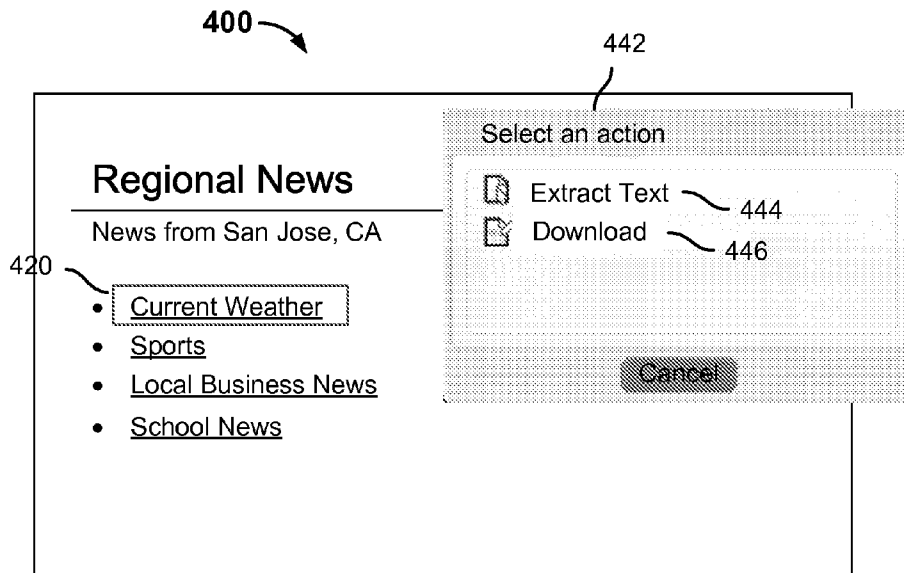 400
442
Select an action
Regional News
Extract Text
444
News from San Jose, CA
Download
446
420
• Current Weather
• Sports
• Local Business News
• School News
Cancel